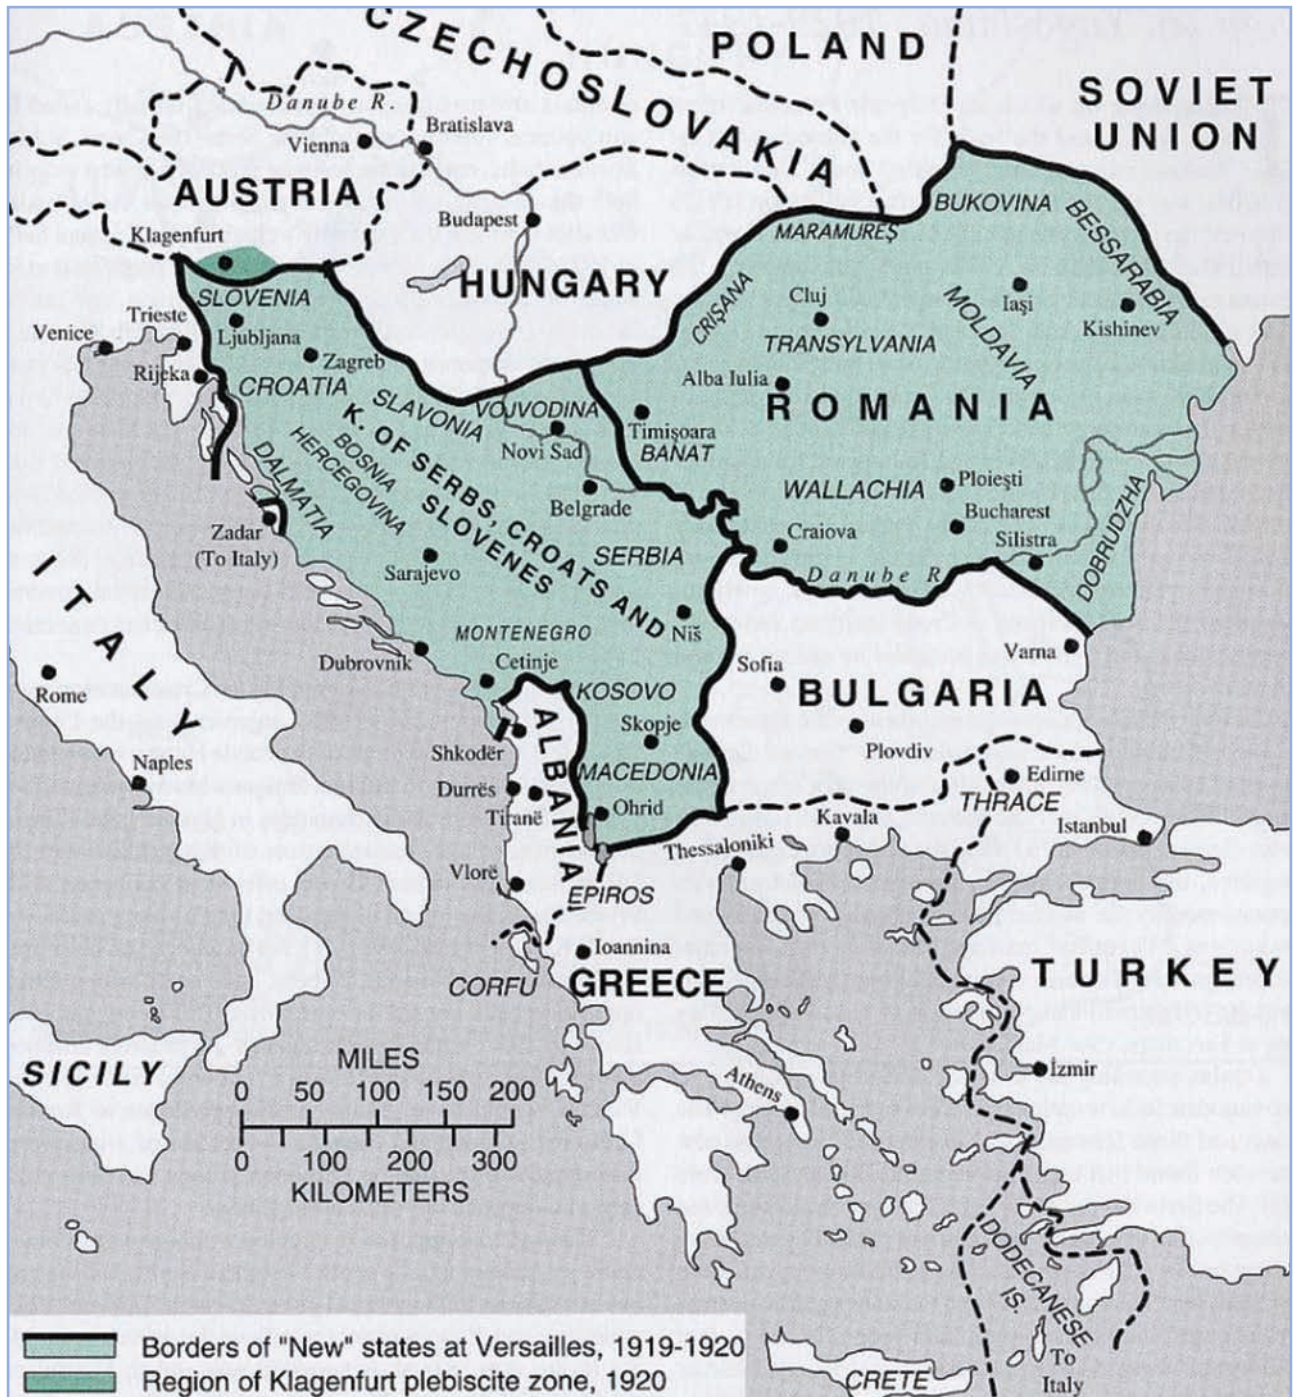 CZECHOSLOVAKIA
POLAND
SOVIET
UNION
Danube R.
Bratislava
Vienna
AUSTRIA
Budapest
BUKOVINA
BESSARABIA
MARAMUREŞ
Klagenfurt
HUNGARY
SLOVENIA
Trieste
Ljubljana
Venice
Zagreb
Rijeka
CROATIA
CRIŞANA
Cluj
TRANSYLVANIA
MOLDAVIA
Iaşi
Kishinev
Alba Iulia
ROMANIA
SLAVONIA
VOJVODINA
Novi Sad
Timişoara
BANAT
K. OF SERBS, CROATS AND
SLOVENES
BOSNIA
HERCEGOVINA
DALMATIA
Belgrade
WALLACHIA
Ploieşti
Bucharest
Craiova
Silistra
DOBRUDZHA
Danube R
Zadar
(To Italy)
Sarajevo
SERBIA
ITALY
MONTENEGRO
Niš
Dubrovnik
Cetinje
Varna
Sofia
Rome
KOSOVO
BULGARIA
Skopje
Plovdiv
ALBANIA
Shkodër
Naples
MACEDONIA
Durrës
Tiranë
Ohrid
Edirne
THRACE
Kavala
Istanbul
Thessaloniki
Vlorë
EPIROS
Ioannina
CORFU
GREECE
TURKEY
SICILY
MILES
0 50 100 150 200
0 100 200 300
KILOMETERS
Athens
İzmir
DODECANESE
IS.
To
Italy
CRETE
Borders of "New" states at Versailles, 1919-1920
Region of Klagenfurt plebiscite zone, 1920